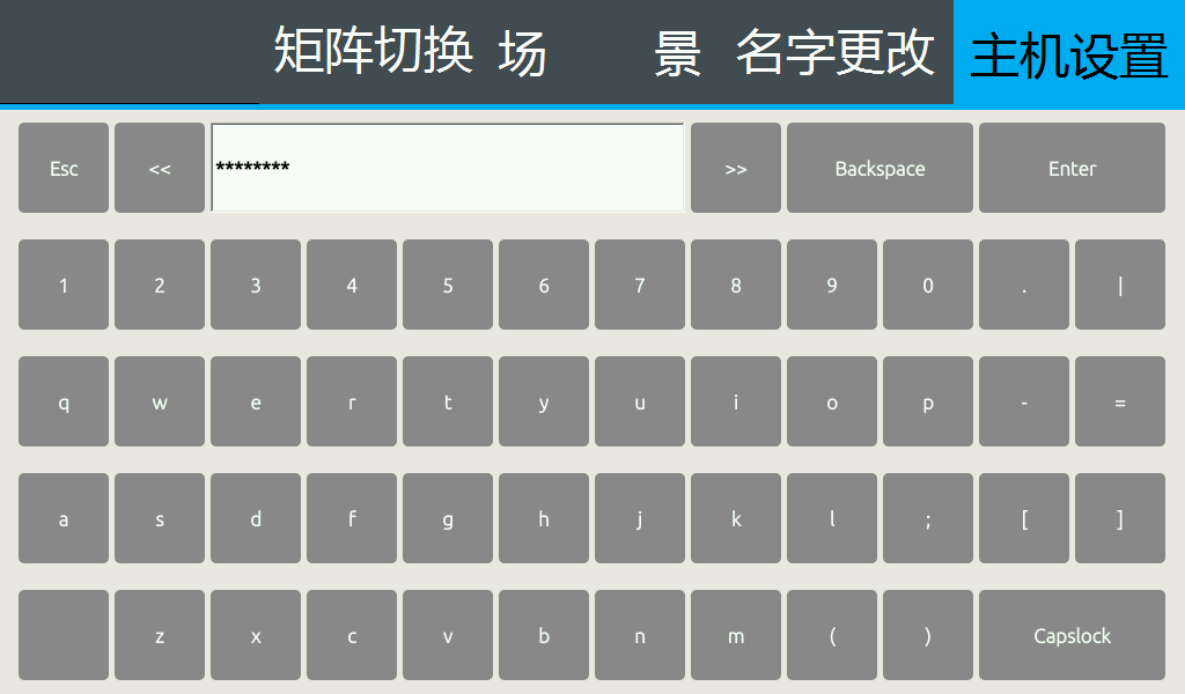 矩阵切换 场 景 名字更改 主机设置
Esc << ******** >> Backspace Enter
1 2 3 4 5 6 7 8 9 0 . |
q w e r t y u i o p - =
a s d f g h j k l ; [ ]
z x c v b n m ( ) Capslock